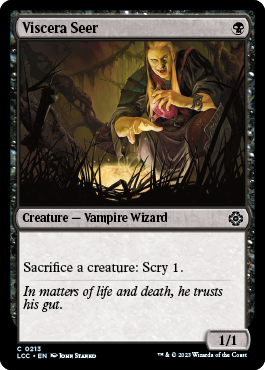 Viscera Seer
Creature — Vampire Wizard
Sacrifice a creature: Scry 1.
In matters of life and death, he trusts
his gut.
1/1
C 0213
LCC • EN John Stanko
™ & © 2023 Wizards of the Coast